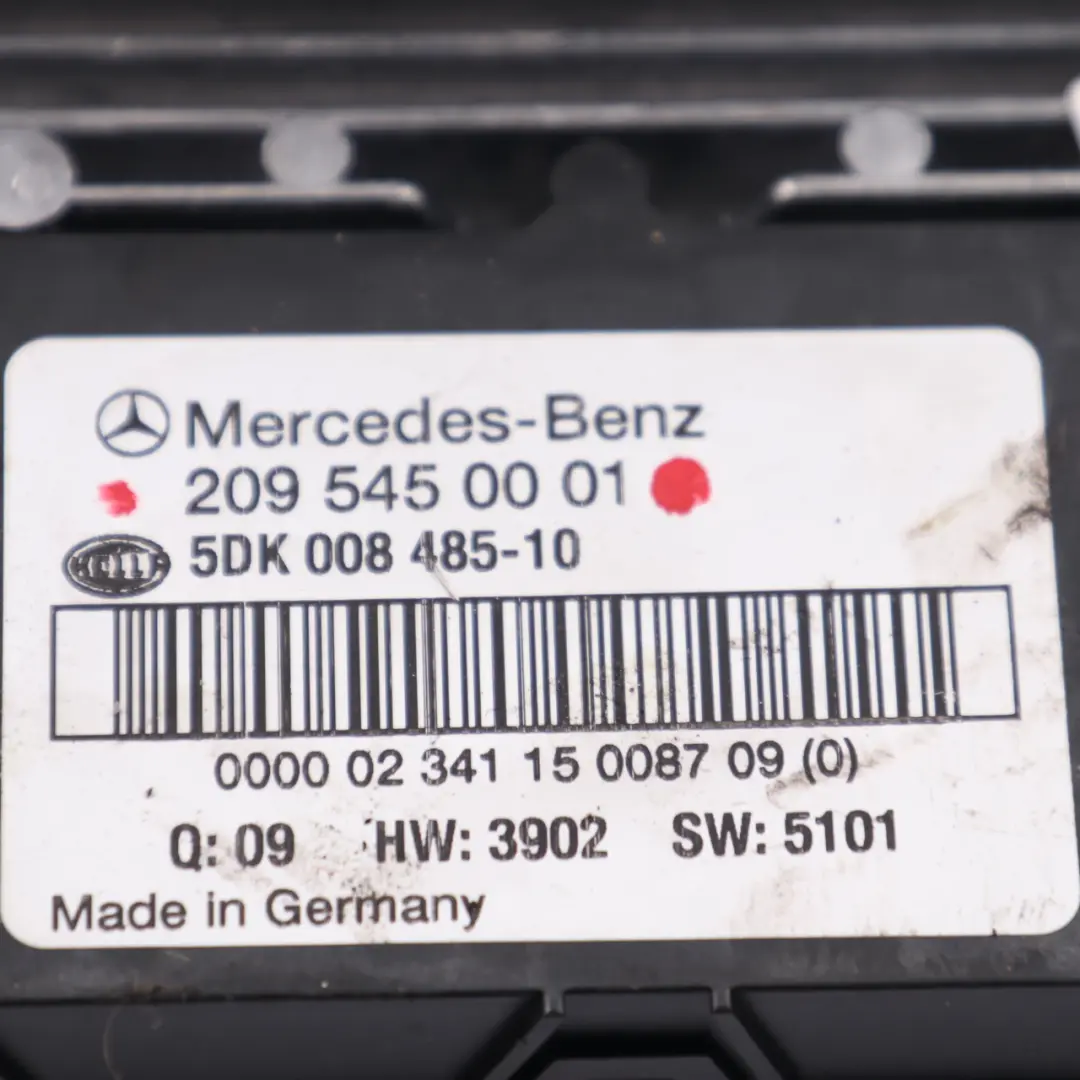 Mercedes-Benz
209 545 00 01
HELLA 5DK 008 485-10
0000 02 341 15 0087 09 (0)
Q: 09 HW: 3902 SW: 5101
Made in Germany